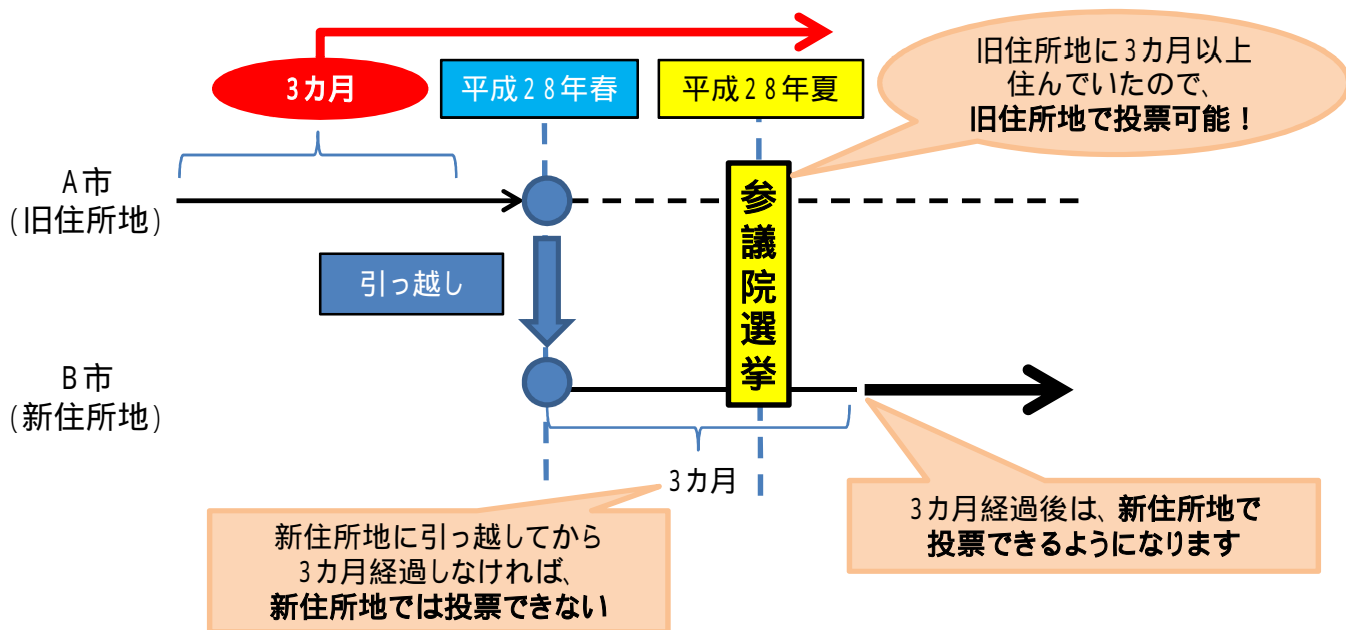 3カ月
平成28年春
平成28年夏
旧住所地に3カ月以上
住んでいたので、
旧住所地で投票可能！
A市
(旧住所地)
参議院選挙
引っ越し
B市
(新住所地)
3カ月
新住所地に引っ越してから
3カ月経過しなければ、
新住所地では投票できない
3カ月経過後は、新住所地で
投票できるようになります